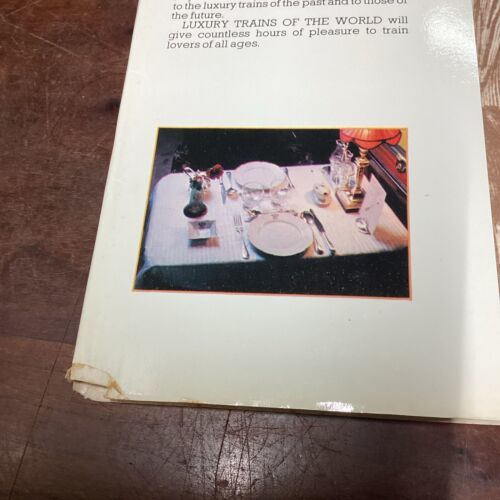 to the luxury trains of the past and to those of
the future.
LUXURY TRAINS OF THE WORLD will
give countless hours of pleasure to train
lovers of all ages.